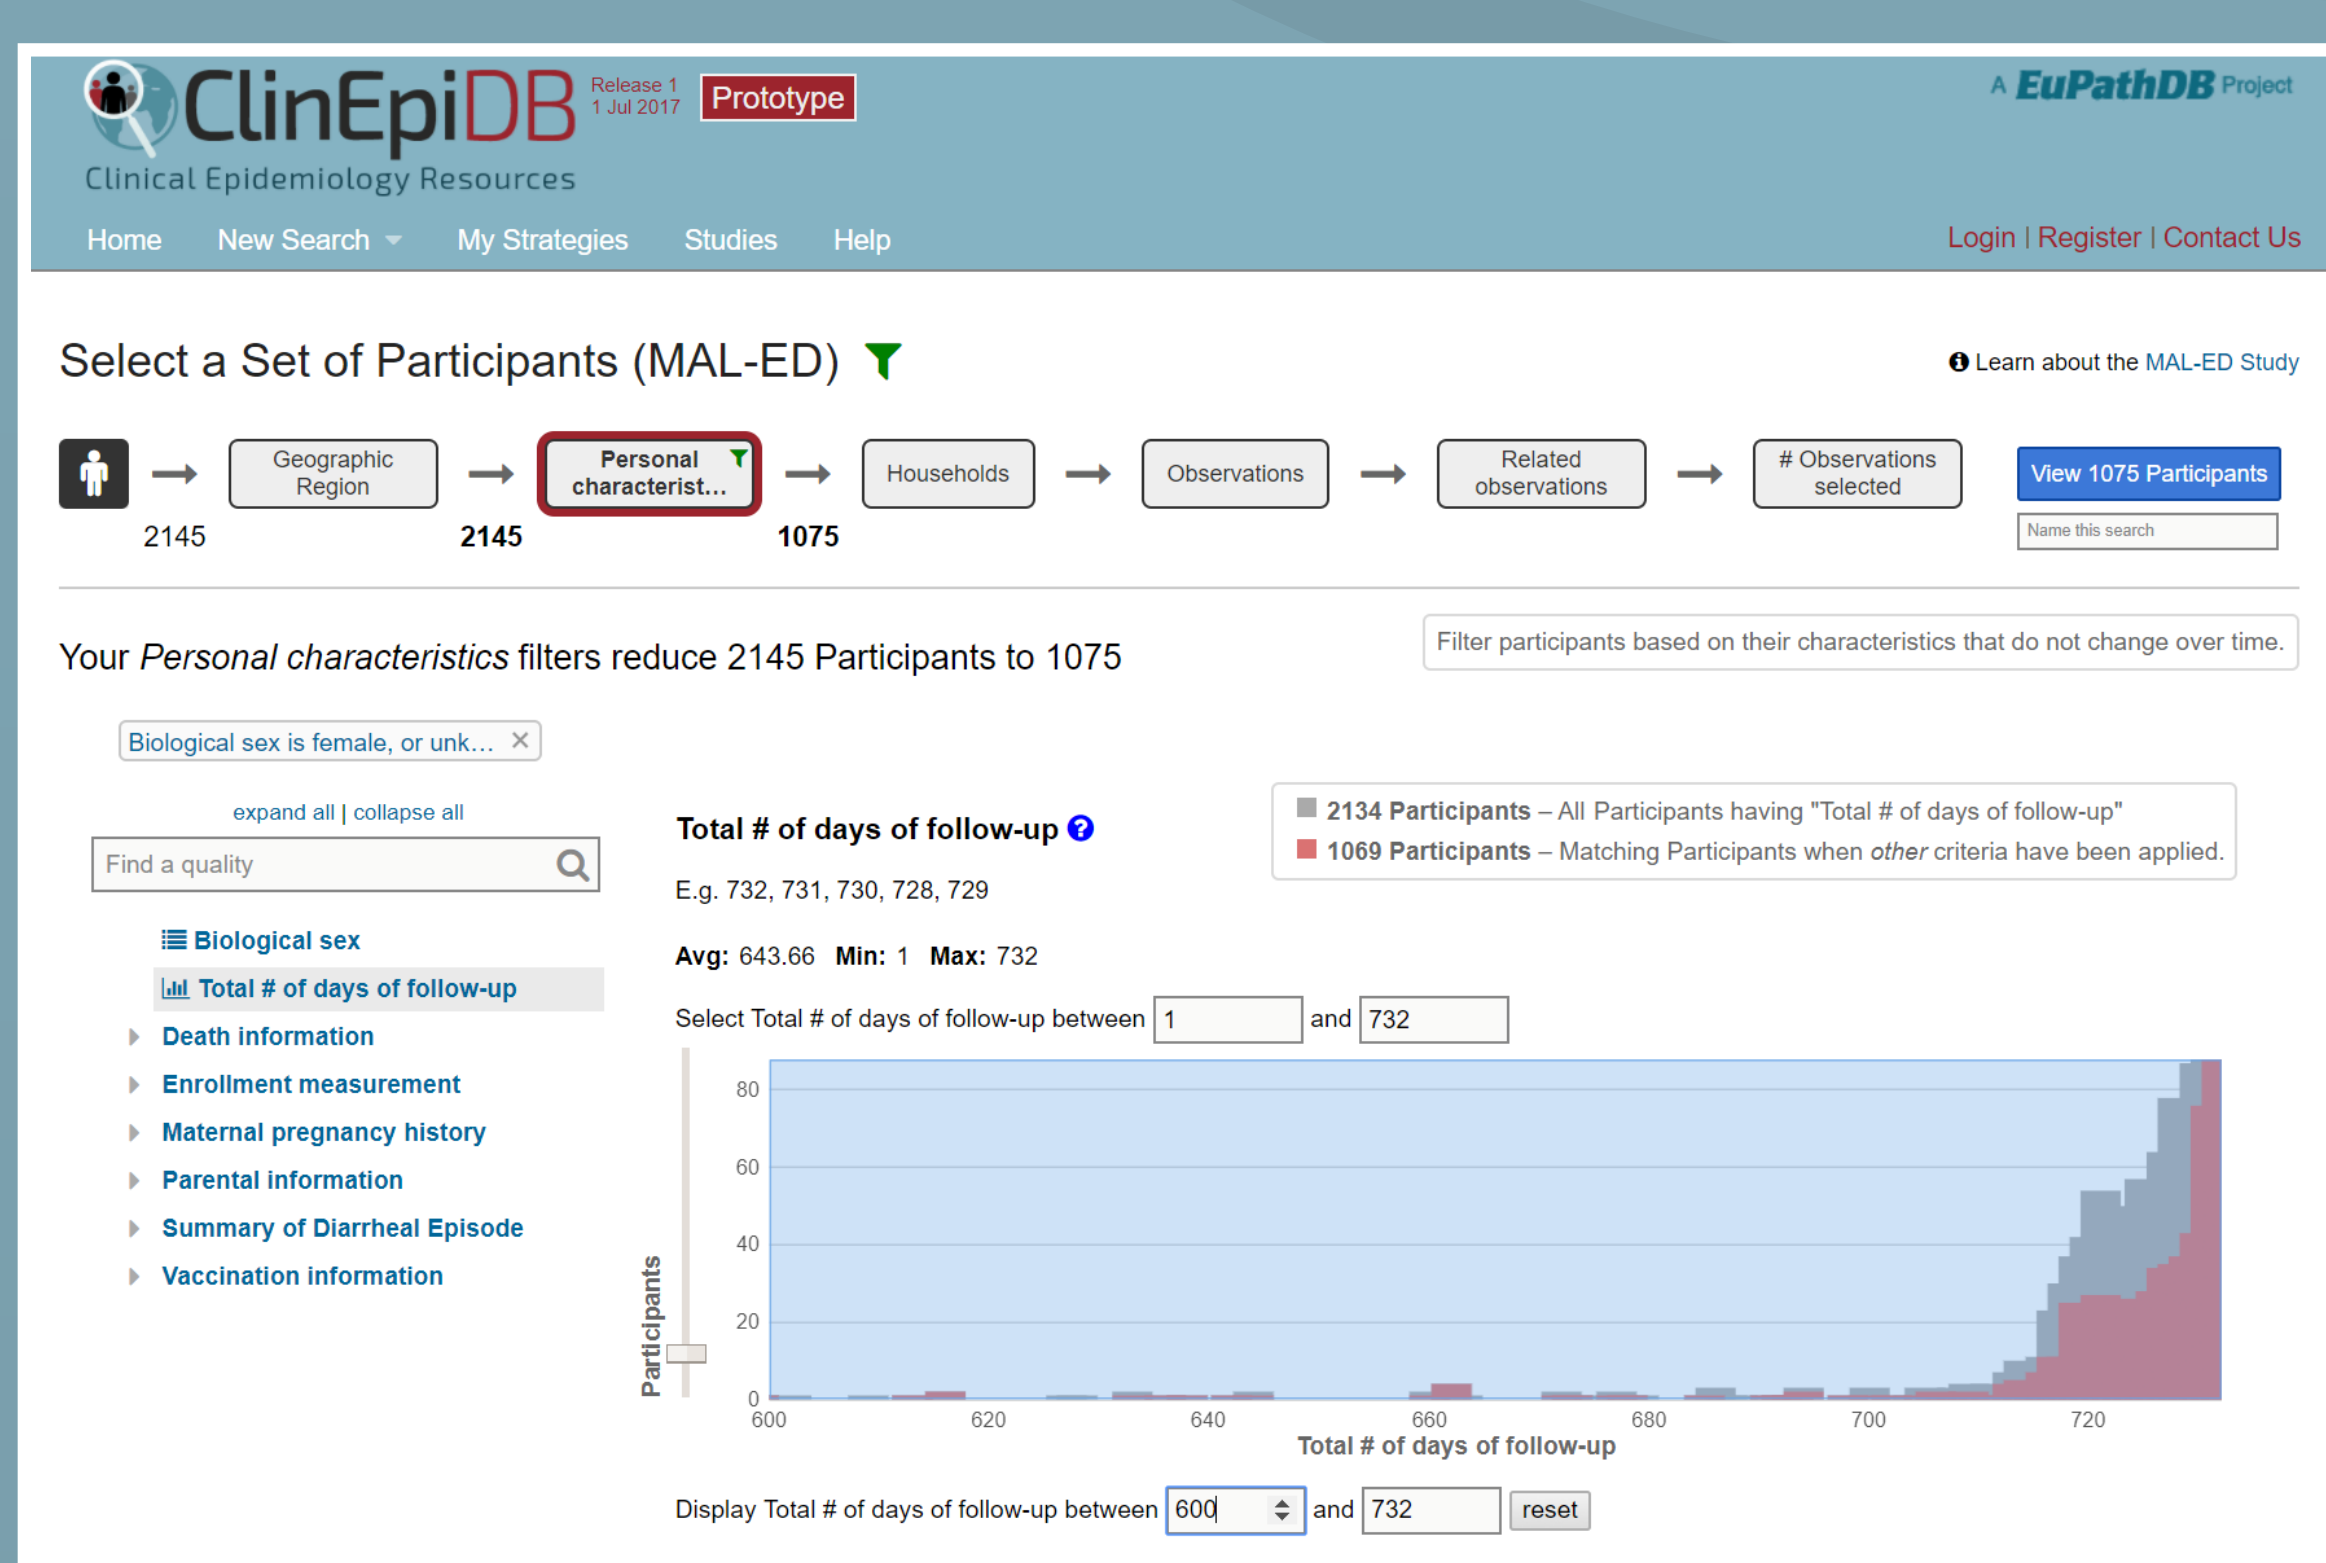 ClinEpiDB Release 1
1 Jul 2017 Prototype
A EuPathDB Project
Clinical Epidemiology Resources
Home New Search My Strategies Studies Help
Login | Register | Contact Us
Select a Set of Participants (MAL-ED)
Learn about the MAL-ED Study
Geographic
Region
Personal
characterist...
Households
Observations
Related
observations
# Observations
selected
View 1075 Participants
Name this search
2145 2145 1075
Your Personal characteristics filters reduce 2145 Participants to 1075
Filter participants based on their characteristics that do not change over time.
Biological sex is female, or unk... ×
expand all | collapse all
Find a quality
Biological sex
Total # of days of follow-up
Death information
Enrollment measurement
Maternal pregnancy history
Parental information
Summary of Diarrheal Episode
Vaccination information
Total # of days of follow-up ?
2134 Participants – All Participants having "Total # of days of follow-up"
1069 Participants – Matching Participants when other criteria have been applied.
E.g. 732, 731, 730, 728, 729
Avg: 643.66 Min: 1 Max: 732
Select Total # of days of follow-up between 1 and 732
80
60
40
20
0
Participants
600 620 640 660 680 700 720
Total # of days of follow-up
Display Total # of days of follow-up between 600 and 732 reset